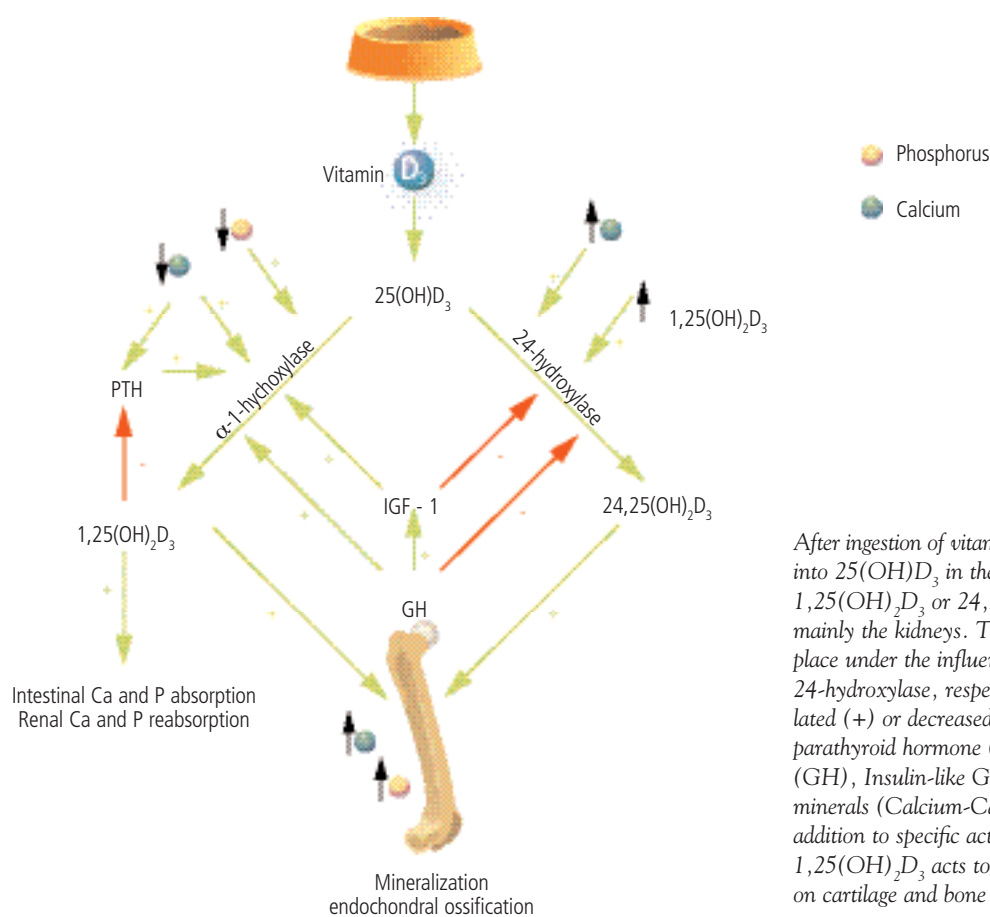 Vitamin D₃
Phosphorus
Calcium
25(OH)D₃
1,25(OH)₂D₃
α-1-hychoxylase
24-hydroxylase
PTH
IGF - 1
24,25(OH)₂D₃
1,25(OH)₂D₃
GH
Intestinal Ca and P absorption
Renal Ca and P reabsorption
Mineralization
endochondral ossification
After ingestion of vitam
into 25(OH)D₃ in the
1,25(OH)₂D₃ or 24,
mainly the kidneys. T
place under the influen
24-hydroxylase, respe
lated (+) or decreased
parathyroid hormone (
(GH), Insulin-like G
minerals (Calcium-Ca
addition to specific act
1,25(OH)₂D₃ acts to
on cartilage and bone